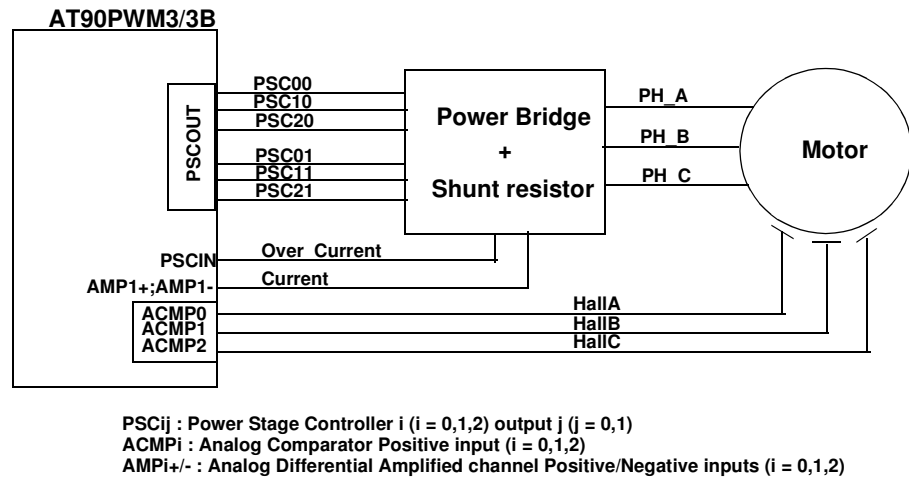 AT90PWM3/3B
PSCOUT
PSC00
PSC10
PSC20
PSC01
PSC11
PSC21
Power Bridge
+
Shunt resistor
PH_A
PH_B
PH_C
Motor
PSCIN
Over_Current
AMP1+;AMP1-
Current
ACMP0
ACMP1
ACMP2
HallA
HallB
HallC
PSCij : Power Stage Controller i (i = 0,1,2) output j (j = 0,1)
ACMPi : Analog Comparator Positive input (i = 0,1,2)
AMPi+/- : Analog Differential Amplified channel Positive/Negative inputs (i = 0,1,2)